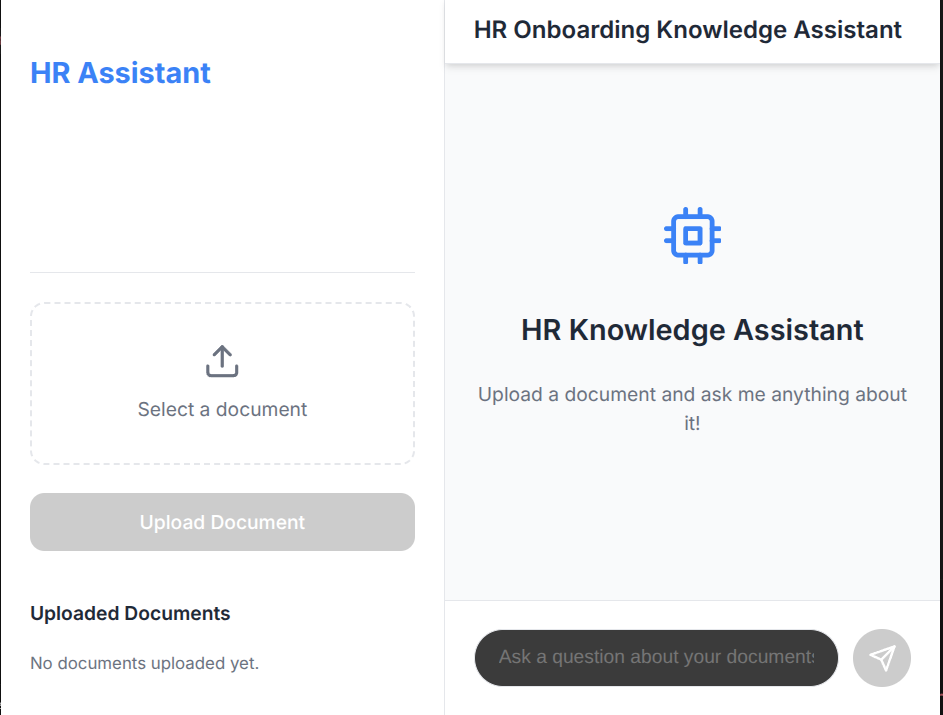 HR Assistant
Select a document
Upload Document
Uploaded Documents
No documents uploaded yet.
HR Onboarding Knowledge Assistant
HR Knowledge Assistant
Upload a document and ask me anything about
it!
Ask a question about your documents